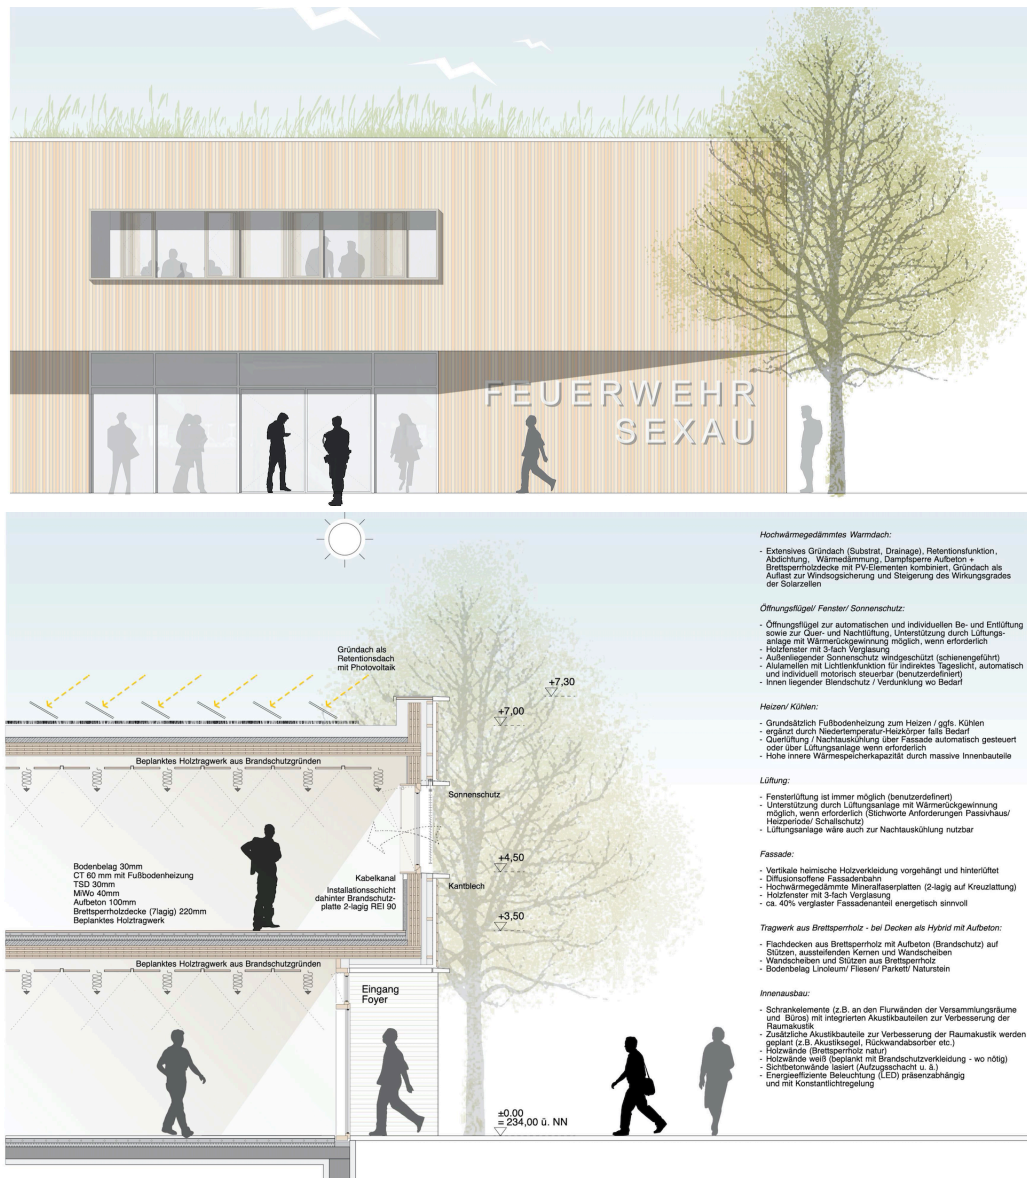 FEUERWEHR
SEXAU
Gründach als
Retentionsdach
mit Photovoltaik
+7,30
+7,00
Beplanktes Holztragwerk aus Brandschutzgründen
Sonnenschutz
Bodenbelag 30mm
CT 60 mm mit Fußbodenheizung
TSD 30mm
MiWo 40mm
Aufbeton 100mm
Brettsperrholzdecke (7lagig) 220mm
Beplanktes Holztragwerk
Kabelkanal
Installationsschicht
dahinter Brandschutz-
platte 2-lagig REI 90
+4,50
Kantblech
+3,50
Beplanktes Holztragwerk aus Brandschutzgründen
Eingang
Foyer
±0.00
= 234,00 ü. NN
Hochwärmegedämmtes Warmdach:
- Extensives Gründach (Substrat, Drainage), Retentionsfunktion,
Abdichtung, Wärmedämmung, Dampfsperre Aufbeton +
Brettsperrholzdecke mit PV-Elementen kombiniert, Gründach als
Auflast zur Windsogsicherung und Steigerung des Wirkungsgrades
der Solarzellen
Öffnungsflügel/ Fenster/ Sonnenschutz:
- Öffnungsflügel zur automatischen und individuellen Be- und Entlüftung
sowie zur Quer- und Nachtlüftung, Unterstützung durch Lüftungs-
anlage mit Wärmerückgewinnung möglich, wenn erforderlich
- Holzfenster mit 3-fach Verglasung
- Außenliegender Sonnenschutz windgeschützt (schienengeführt)
- Alulamellen mit Lichtlenkfunktion für indirektes Tageslicht, automatisch
und individuell motorisch steuerbar (benutzerdefiniert)
- Innen liegender Blendschutz / Verdunklung wo Bedarf
Heizen/ Kühlen:
- Grundsätzlich Fußbodenheizung zum Heizen / ggfs. Kühlen
- ergänzt durch Niedertemperatur-Heizkörper falls Bedarf
- Querlüftung / Nachtauskühlung über Fassade automatisch gesteuert
oder über Lüftungsanlage wenn erforderlich
- Hohe innere Wärmespeicherkapazität durch massive Innenbauteile
Lüftung:
- Fensterlüftung ist immer möglich (benutzerdefinert)
- Unterstützung durch Lüftungsanlage mit Wärmerückgewinnung
möglich, wenn erforderlich (Stichworte Anforderungen Passivhaus/
Heizperiode/ Schallschutz)
- Lüftungsanlage wäre auch zur Nachtauskühlung nutzbar
Fassade:
- Vertikale heimische Holzverkleidung vorgehängt und hinterlüftet
- Diffusionsoffene Fassadenbahn
- Hochwärmegedämmte Mineralfaserplatten (2-lagig auf Kreuzlattung)
- Holzfenster mit 3-fach Verglasung
- ca. 40% verglaster Fassadenanteil energetisch sinnvoll
Tragwerk aus Brettsperrholz - bei Decken als Hybrid mit Aufbeton:
- Flachdecken aus Brettsperrholz mit Aufbeton (Brandschutz) auf
Stützen, aussteifenden Kernen und Wandscheiben
- Wandscheiben und Stützen aus Brettsperrholz
- Bodenbelag Linoleum/ Fliesen/ Parkett/ Naturstein
Innenausbau:
- Schrankelemente (z.B. an den Flurwänden der Versammlungsräume
und Büros) mit integrierten Akustikbauteilen zur Verbesserung der
Raumakustik
- Zusätzliche Akustikbauteile zur Verbesserung der Raumakustik werden
geplant (z.B. Akustiksegel, Rückwandabsorber etc.)
- Holzwände (Brettsperrholz natur)
- Holzwände weiß (beplankt mit Brandschutzverkleidung - wo nötig)
- Sichtbetonwände lasiert (Aufzugsschacht u. ä.)
- Energieeffiziente Beleuchtung (LED) präsenzabhängig
und mit Konstantlichtregelung